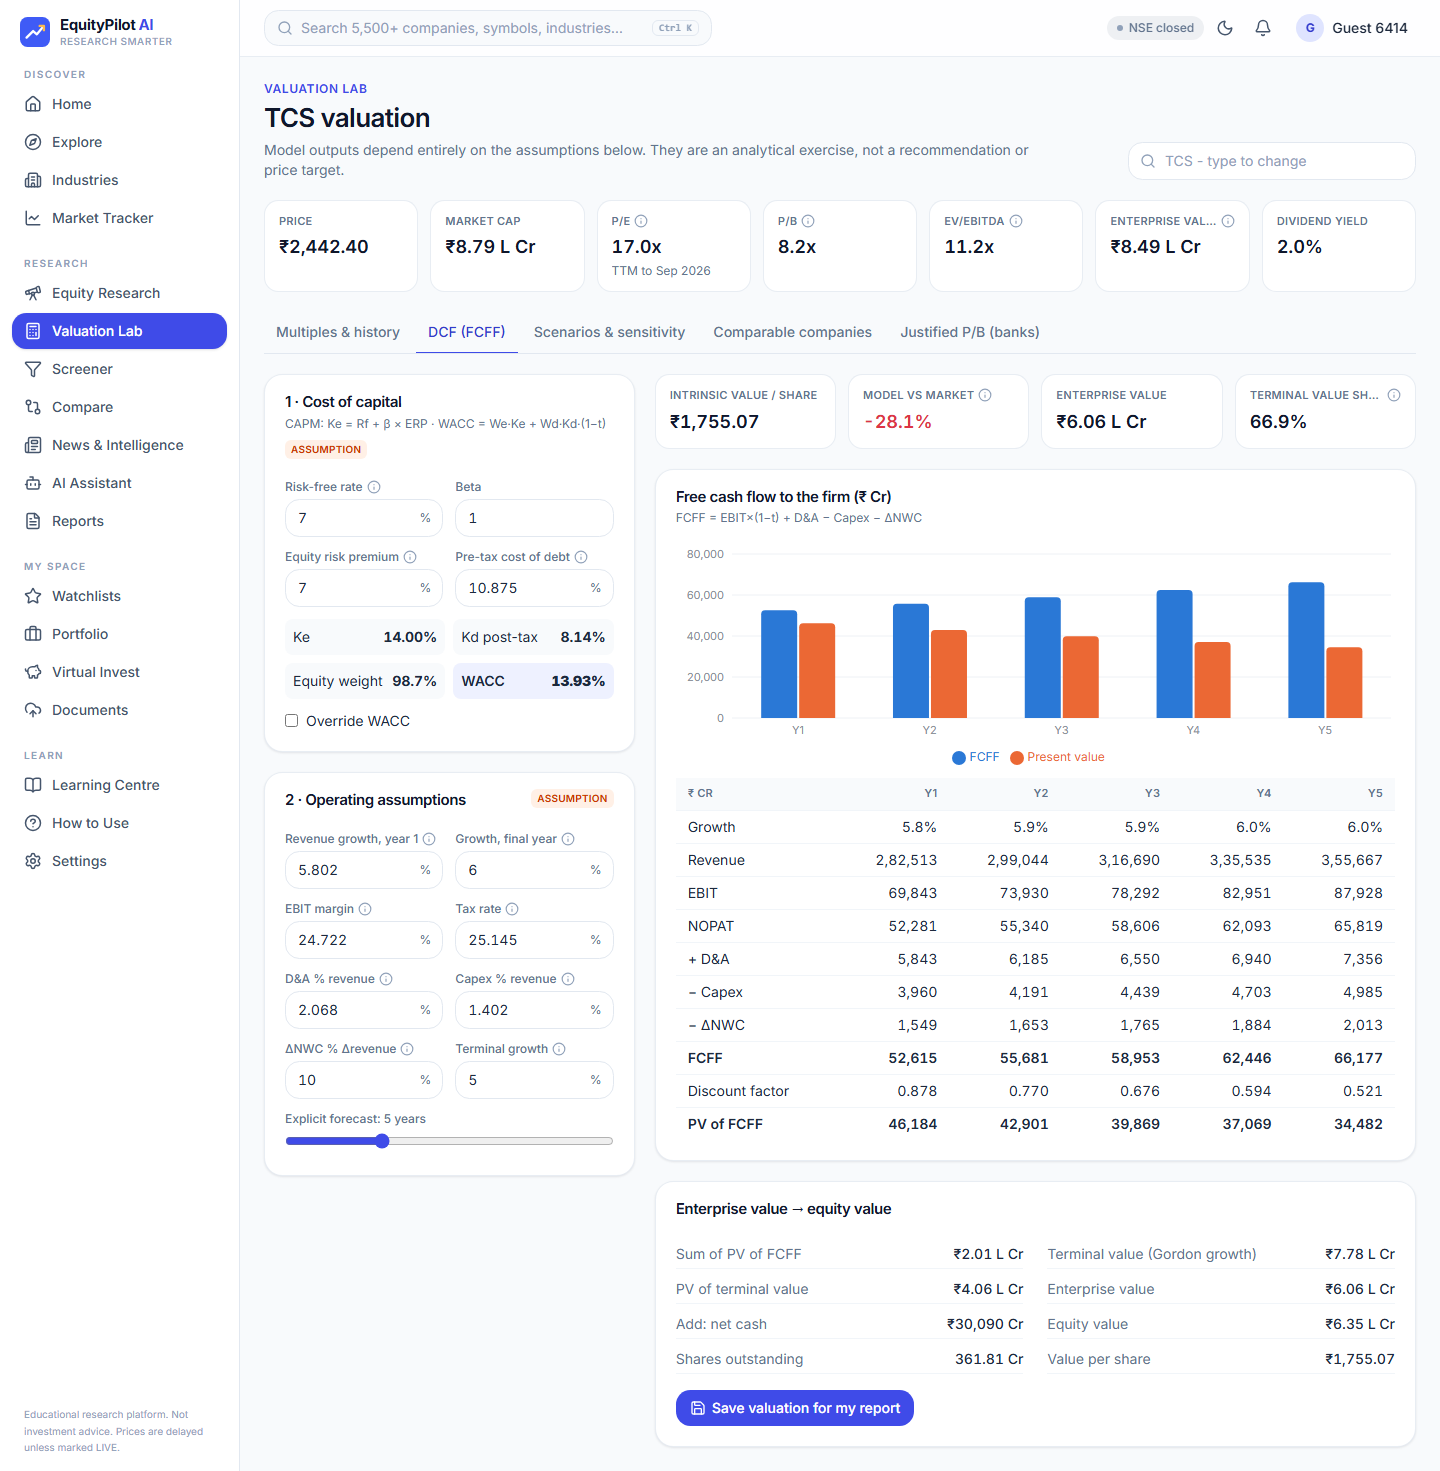 EquityPilot AI
RESEARCH SMARTER
Search 5,500+ companies, symbols, industries...
Ctrl K
NSE closed
G
Guest 6414
DISCOVER
Home
Explore
Industries
Market Tracker
RESEARCH
Equity Research
Valuation Lab
Screener
Compare
News & Intelligence
AI Assistant
Reports
MY SPACE
Watchlists
Portfolio
Virtual Invest
Documents
LEARN
Learning Centre
How to Use
Settings
Educational research platform. Not
investment advice. Prices are delayed
unless marked LIVE.
VALUATION LAB
TCS valuation
Model outputs depend entirely on the assumptions below. They are an analytical exercise, not a recommendation or
price target.
TCS - type to change
PRICE
₹2,442.40
MARKET CAP
₹8.79 L Cr
P/E
17.0x
TTM to Sep 2026
P/B
8.2x
EV/EBITDA
11.2x
ENTERPRISE VAL...
₹8.49 L Cr
DIVIDEND YIELD
2.0%
Multiples & history DCF (FCFF) Scenarios & sensitivity Comparable companies Justified P/B (banks)
1 · Cost of capital
CAPM: Ke = Rf + β × ERP · WACC = We·Ke + Wd·Kd·(1−t)
ASSUMPTION
Risk-free rate Beta
7 % 1
Equity risk premium Pre-tax cost of debt
7 % 10.875 %
Ke 14.00% Kd post-tax 8.14%
Equity weight 98.7% WACC 13.93%
Override WACC
2 · Operating assumptions ASSUMPTION
Revenue growth, year 1 Growth, final year
5.802 % 6 %
EBIT margin Tax rate
24.722 % 25.145 %
D&A % revenue Capex % revenue
2.068 % 1.402 %
ΔNWC % Δrevenue Terminal growth
10 % 5 %
Explicit forecast: 5 years
INTRINSIC VALUE / SHARE
₹1,755.07
MODEL VS MARKET
-28.1%
ENTERPRISE VALUE
₹6.06 L Cr
TERMINAL VALUE SH...
66.9%
Free cash flow to the firm (₹ Cr)
FCFF = EBIT×(1−t) + D&A − Capex − ΔNWC
80,000
60,000
40,000
20,000
0
Y1 Y2 Y3 Y4 Y5
FCFF Present value
₹ CR Y1 Y2 Y3 Y4 Y5
Growth 5.8% 5.9% 5.9% 6.0% 6.0%
Revenue 2,82,513 2,99,044 3,16,690 3,35,535 3,55,667
EBIT 69,843 73,930 78,292 82,951 87,928
NOPAT 52,281 55,340 58,606 62,093 65,819
+ D&A 5,843 6,185 6,550 6,940 7,356
− Capex 3,960 4,191 4,439 4,703 4,985
− ΔNWC 1,549 1,653 1,765 1,884 2,013
FCFF 52,615 55,681 58,953 62,446 66,177
Discount factor 0.878 0.770 0.676 0.594 0.521
PV of FCFF 46,184 42,901 39,869 37,069 34,482
Enterprise value → equity value
Sum of PV of FCFF ₹2.01 L Cr Terminal value (Gordon growth) ₹7.78 L Cr
PV of terminal value ₹4.06 L Cr Enterprise value ₹6.06 L Cr
Add: net cash ₹30,090 Cr Equity value ₹6.35 L Cr
Shares outstanding 361.81 Cr Value per share ₹1,755.07
Save valuation for my report